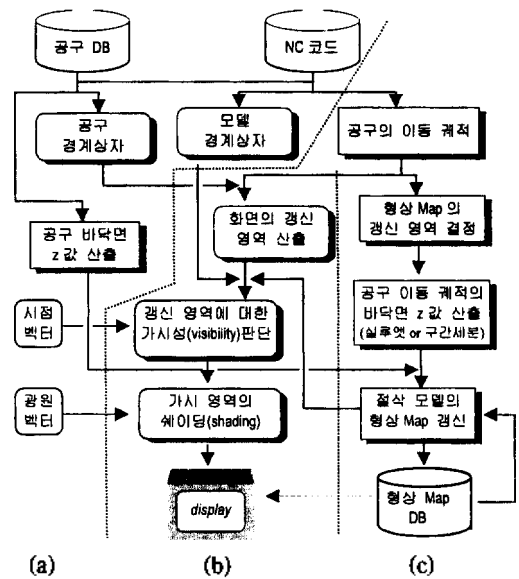 공구 DB
NC 코드
공구
경계상자
모델
경계상자
공구의 이동 궤적
화면의 갱신
영역 산출
형상 Map 의
갱신 영역 결정
공구 바닥면
z 값 산출
시점
벡터
갱신 영역에 대한
가시성(visibility)판단
공구 이동 궤적의
바닥면 z 값 산출
(실루엣 or 구간세분)
광원
벡터
가시 영역의
쉐이딩(shading)
절삭 모델의
형상 Map 갱신
display
형상 Map
DB
(a)
(b)
(c)